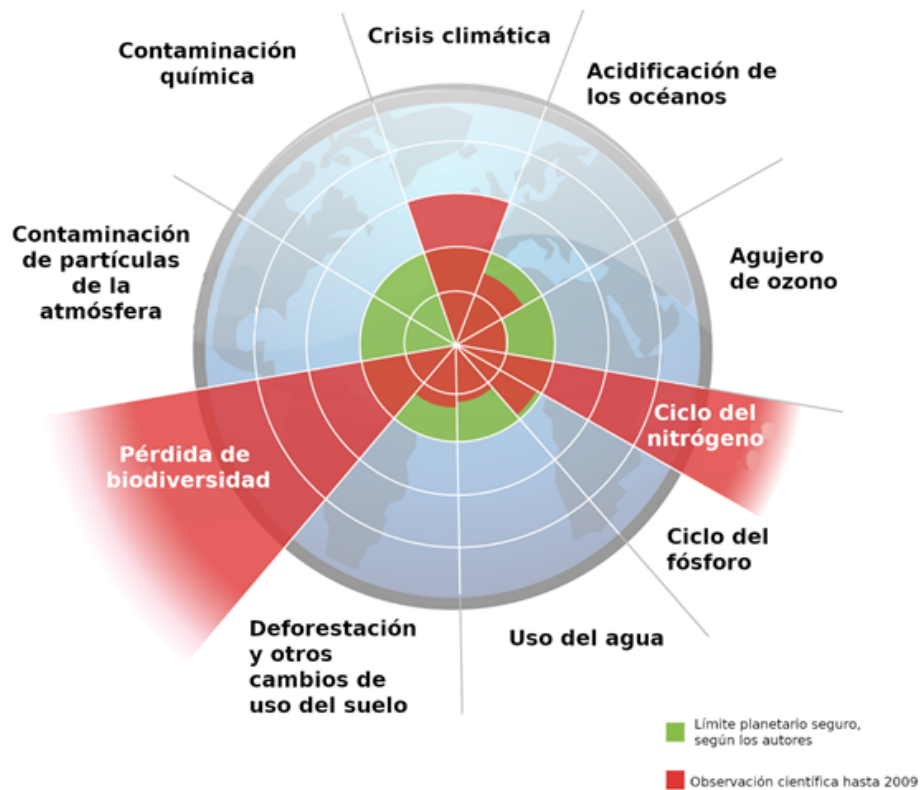 Crisis climática
Contaminación
química
Acidificación de
los océanos
Contaminación
de partículas
de la
atmósfera
Agujero
de ozono
Ciclo del
nitrógeno
Pérdida de
biodiversidad
Ciclo del
fósforo
Deforestación
y otros
cambios de
uso del suelo
Uso del agua
Límite planetario seguro,
según los autores
Observación científica hasta 2009